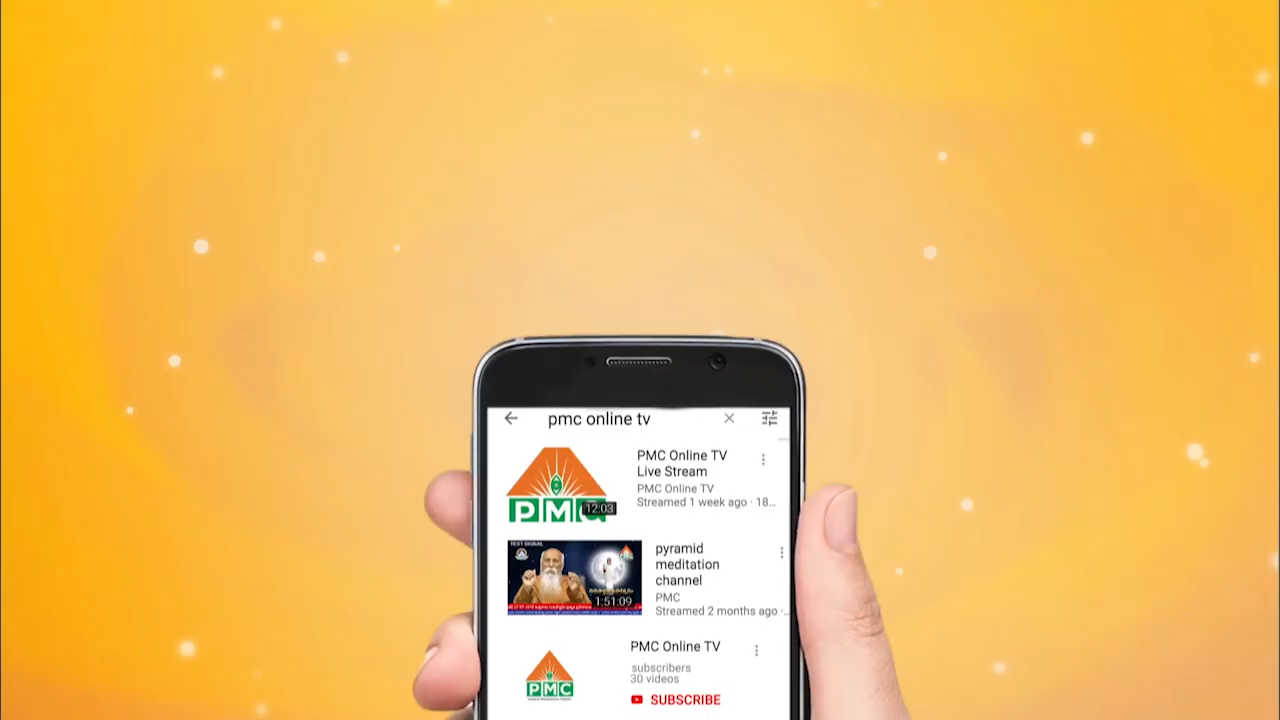 pmc online tv
PMC Online TV
Live Stream
PMC Online TV
Streamed 1 week ago · 18...
PMC
12:03
pyramid
meditation
channel
PMC
Streamed 2 months ago ·..
TEST SIGNAL
1:51:09
PMC Online TV
subscribers
30 videos
SUBSCRIBE
PMC